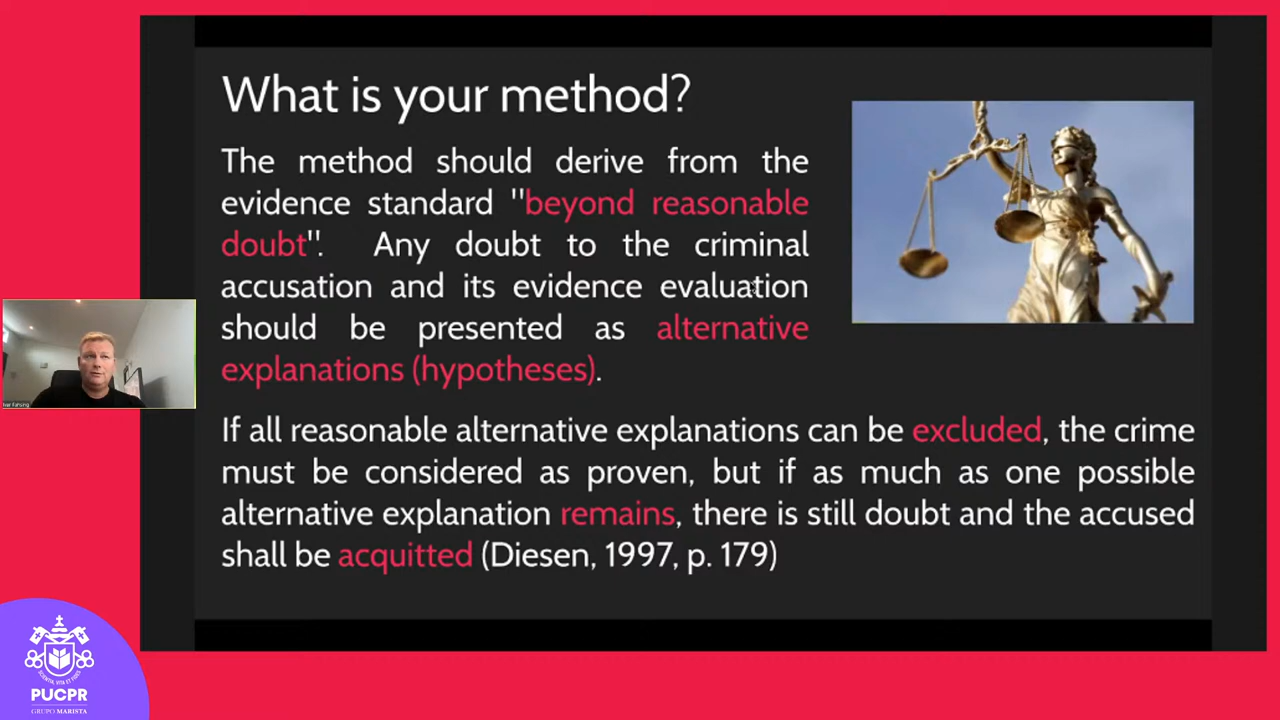 What is your method?
The method should derive from the
evidence standard "beyond reasonable
doubt". Any doubt to the criminal
accusation and its evidence evaluation
should be presented as alternative
explanations (hypotheses).
If all reasonable alternative explanations can be excluded, the crime
must be considered as proven, but if as much as one possible
alternative explanation remains, there is still doubt and the accused
shall be acquitted (Diesen, 1997, p. 179)
PUCPR
GRUPO MARISTA